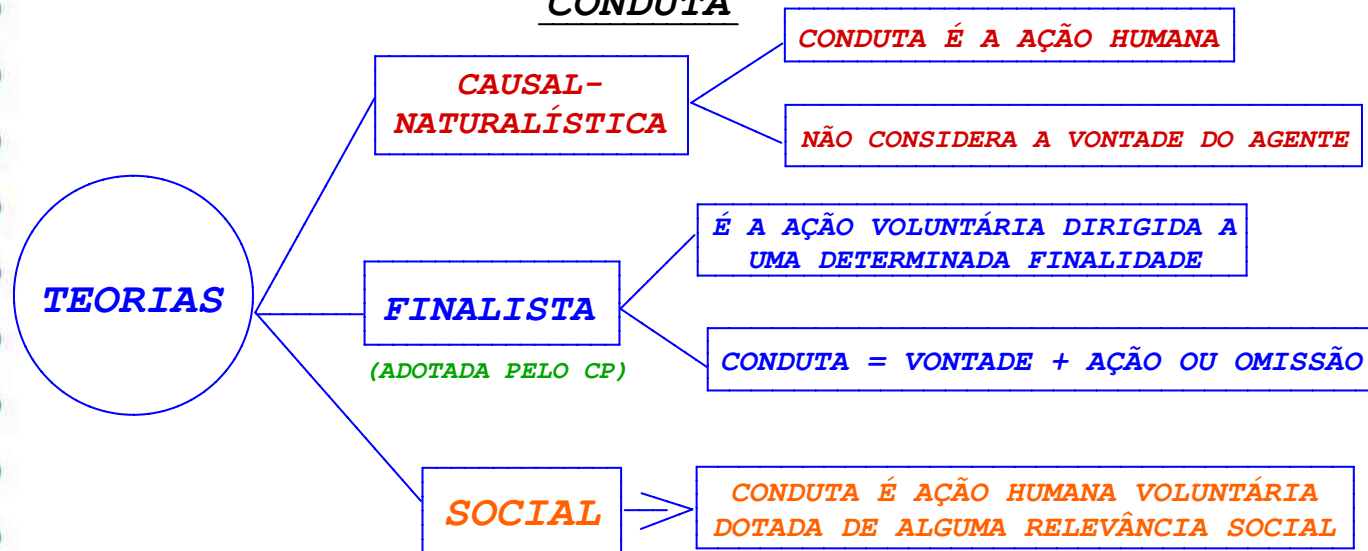 CONDUTA
CAUSAL-
NATURALÍSTICA
CONDUTA É A AÇÃO HUMANA
NÃO CONSIDERA A VONTADE DO AGENTE
TEORIAS
FINALISTA
(ADOTADA PELO CP)
É A AÇÃO VOLUNTÁRIA DIRIGIDA A
UMA DETERMINADA FINALIDADE
CONDUTA = VONTADE + AÇÃO OU OMISSÃO
SOCIAL
CONDUTA É AÇÃO HUMANA VOLUNTÁRIA
DOTADA DE ALGUMA RELEVÂNCIA SOCIAL